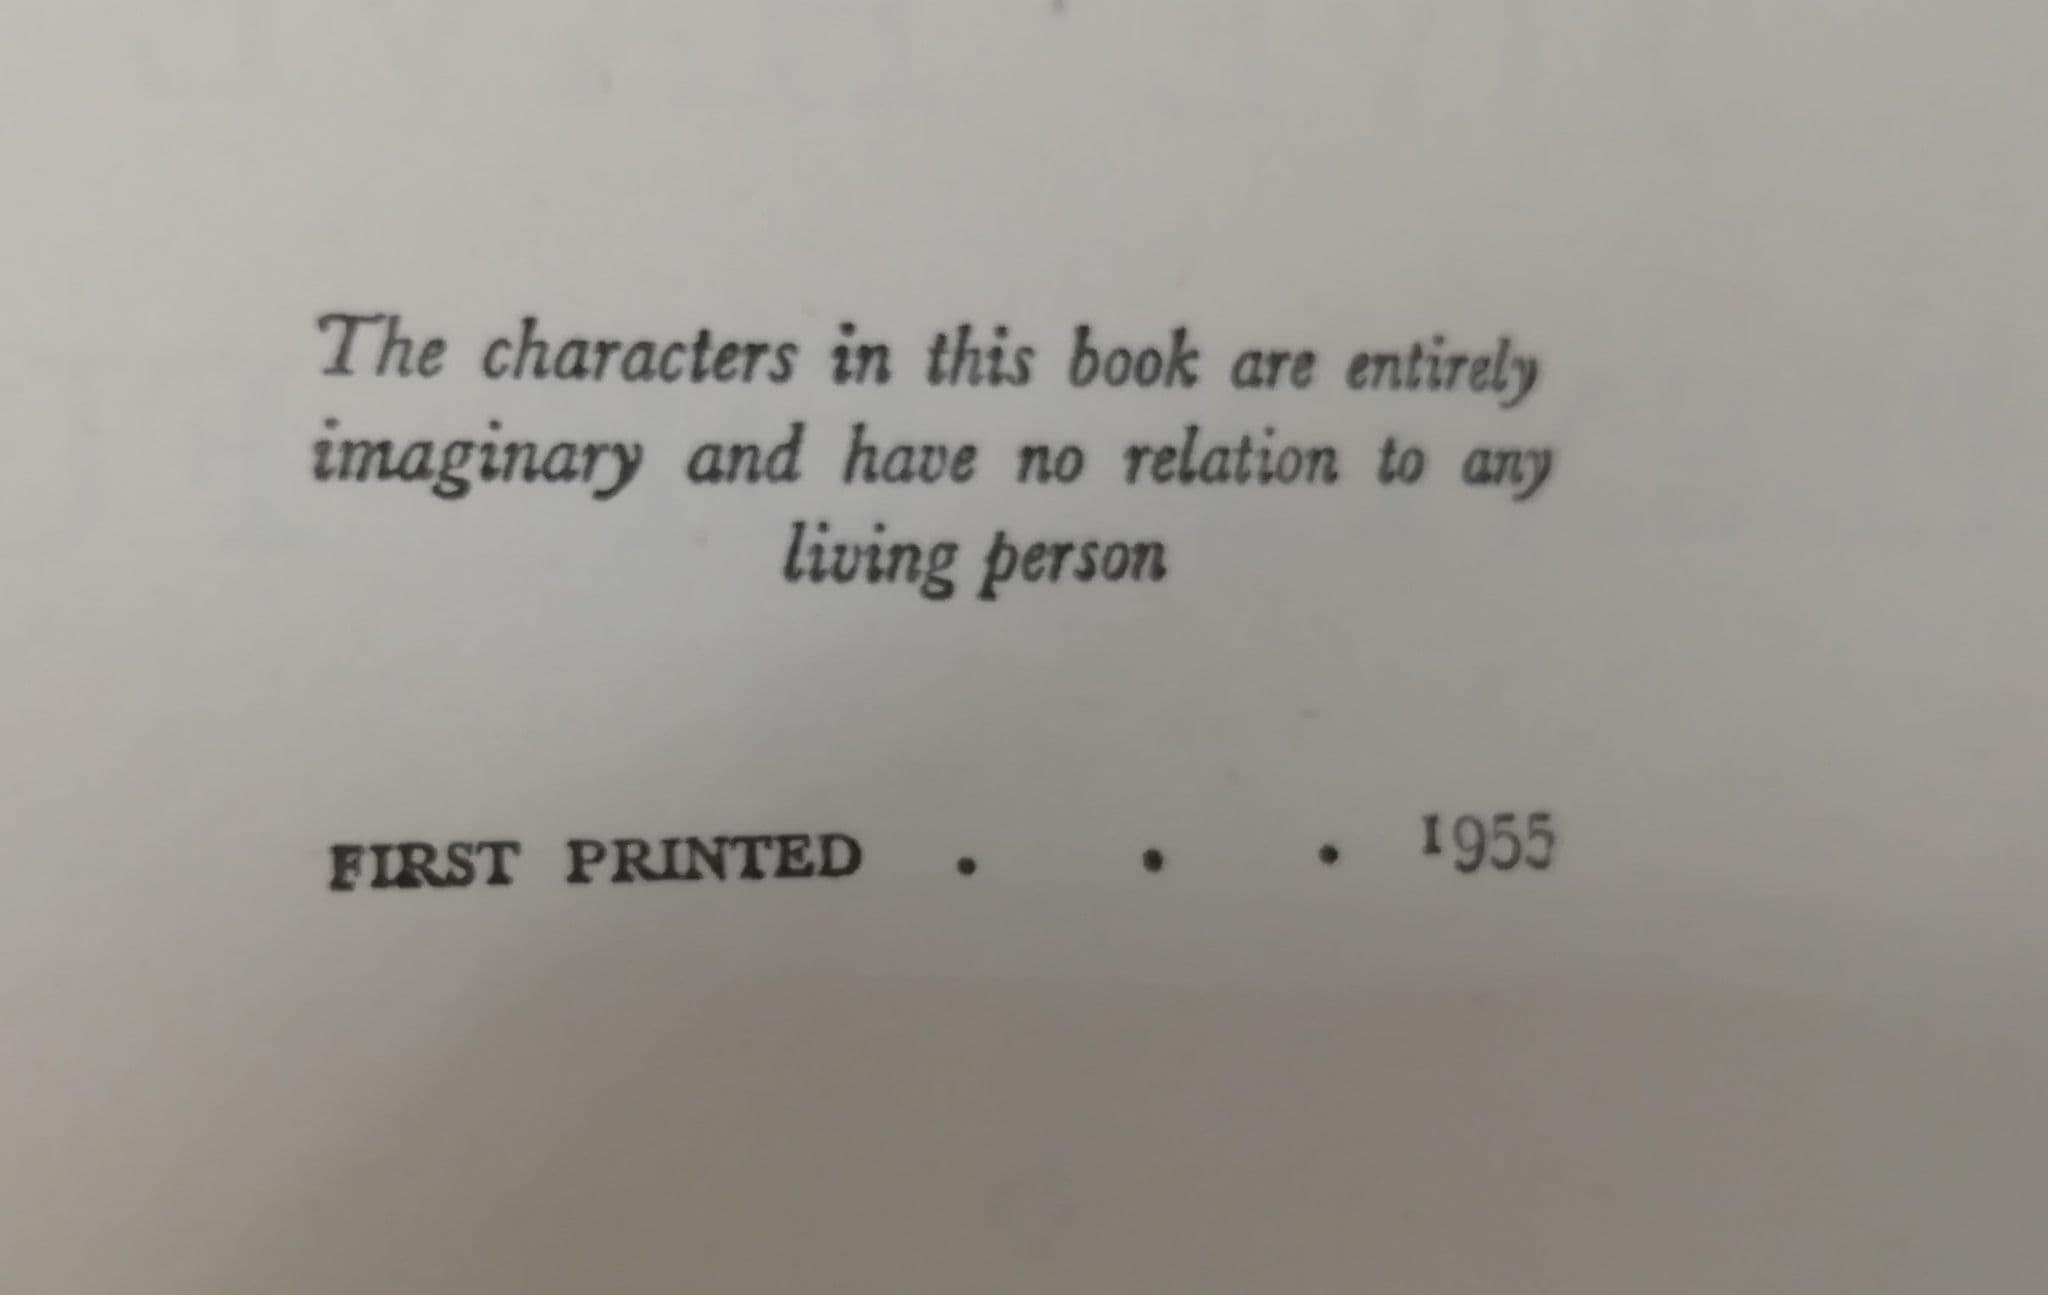 The characters in this book are entirely
imaginary and have no relation to any
living person
FIRST PRINTED . . . 1955